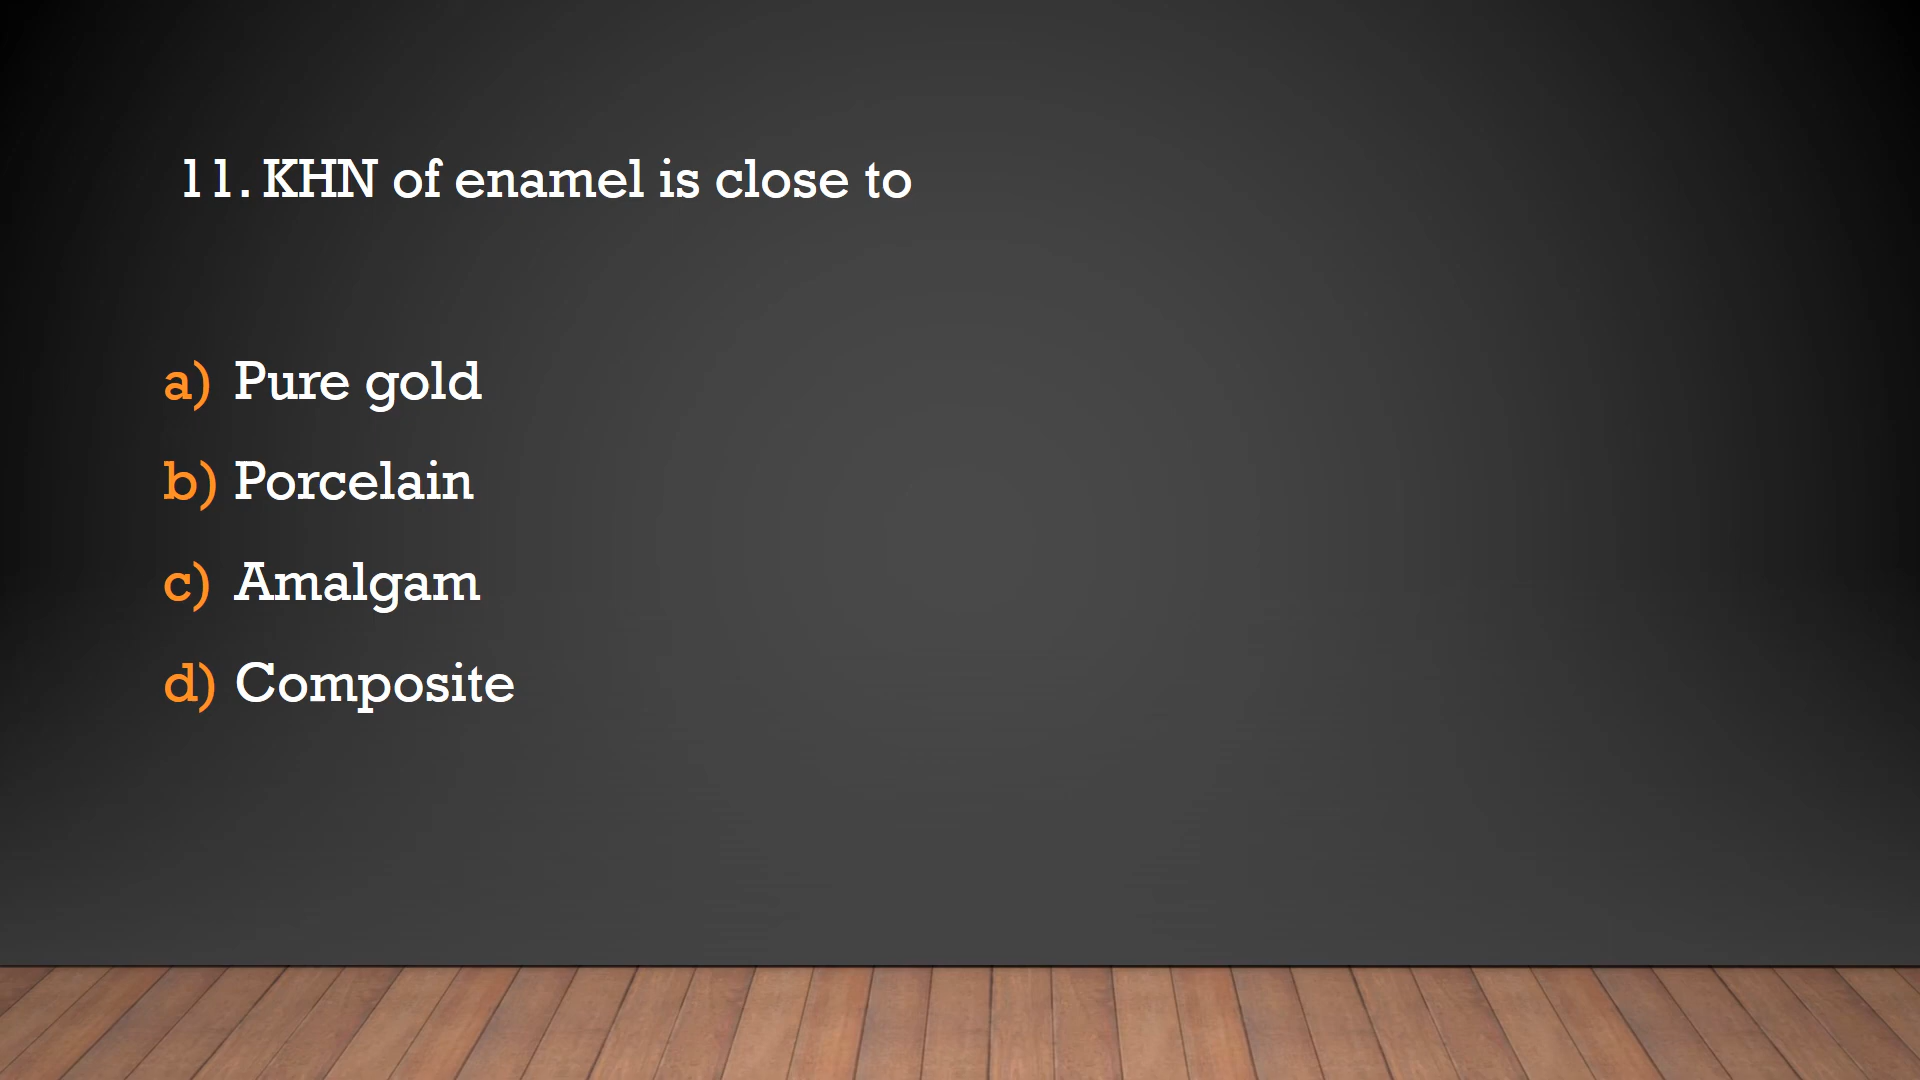 11. KHN of enamel is close to
a) Pure gold
b) Porcelain
c) Amalgam
d) Composite